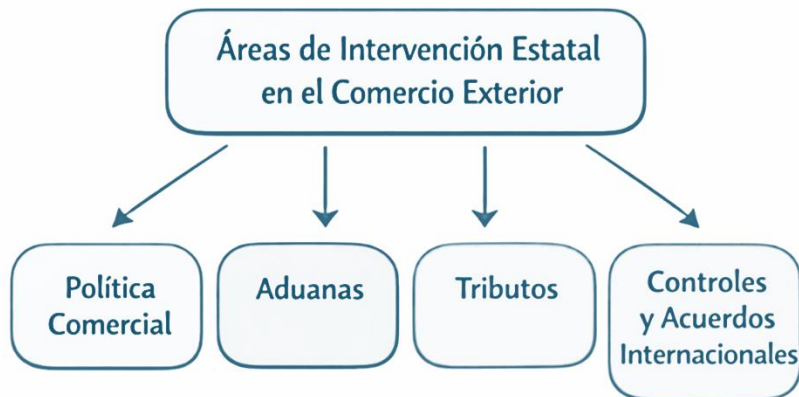 Áreas de Intervención Estatal
en el Comercio Exterior
Política
Comercial
Aduanas
Tributos
Controles
y Acuerdos
Internacionales